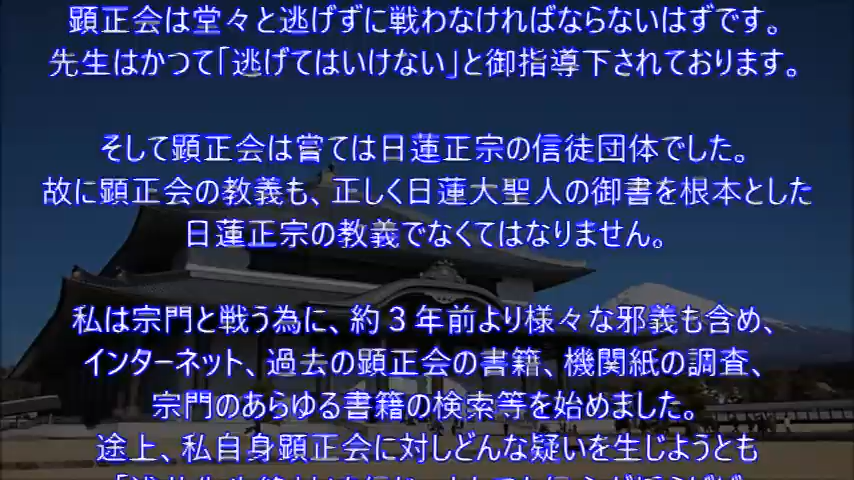 顕正会は堂々と逃げずに戦わなければならないはずです。
先生はかつて「逃げてはいけない」と御指導下されております。
そして顕正会は嘗ては日蓮正宗の信徒団体でした。
故に顕正会の教義も、正しく日蓮大聖人の御書を根本とした
日蓮正宗の教義でなくてはなりません。
私は宗門と戦う為に、約３年前より様々な邪義も含め、
インターネット、過去の顕正会の書籍、機関紙の調査、
宗門のあらゆる書籍の検索等を始めました。
途上、私自身顕正会に対しどんな疑いを生じようとも